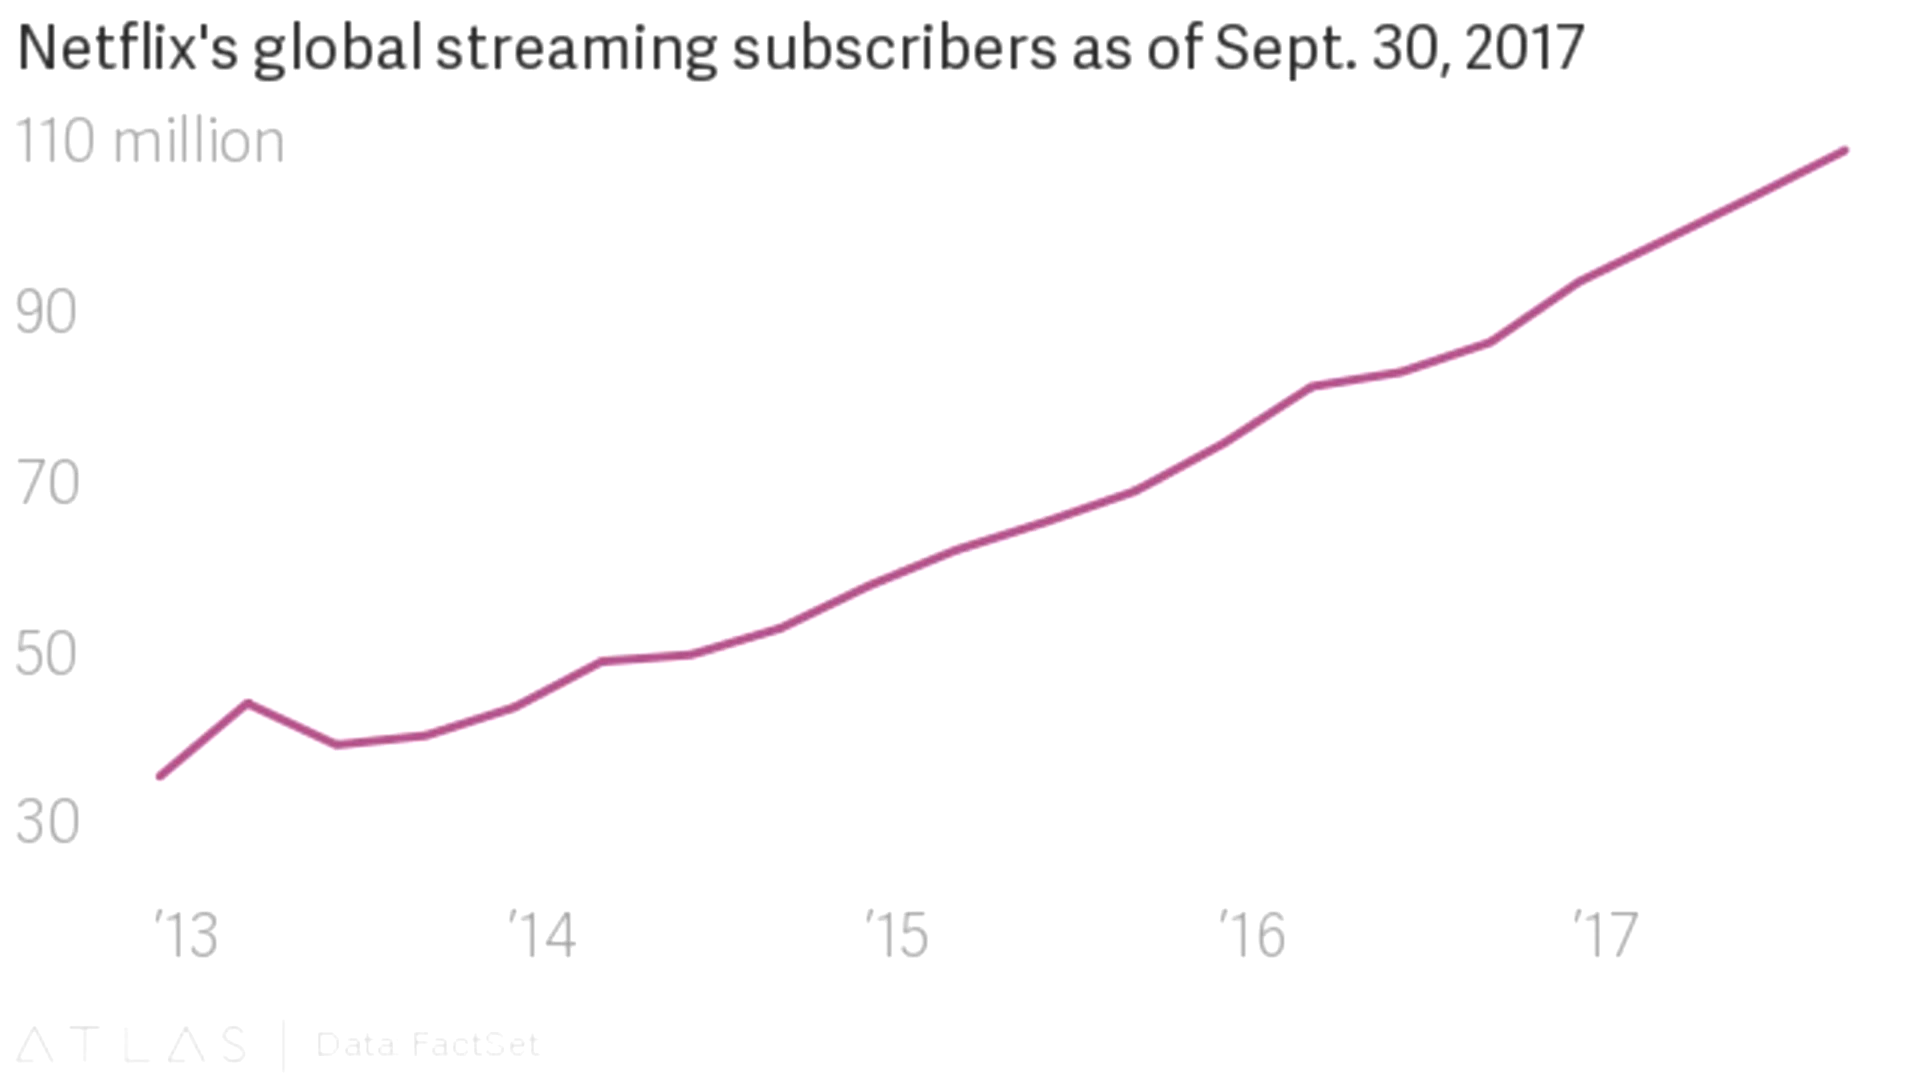 Netflix's global streaming subscribers as of Sept. 30, 2017
110 million
90
70
50
30
'13 '14 '15 '16 '17
ATLAS | Data: FactSet